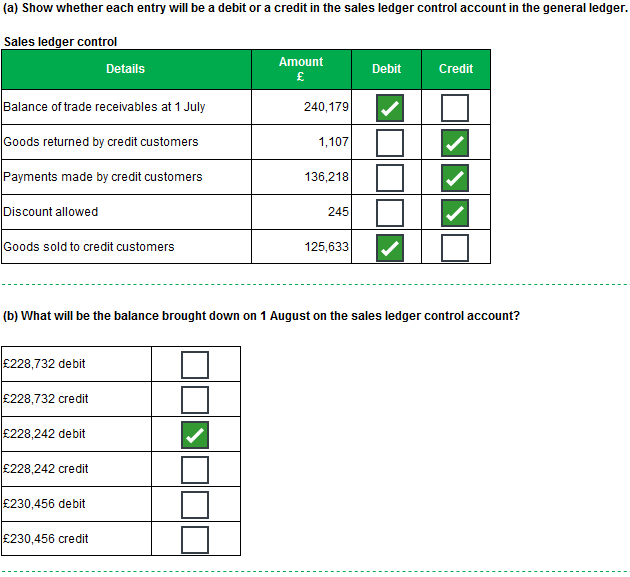 (a) Show whether each entry will be a debit or a credit in the sales ledger control account in the general ledger.
Sales ledger control
Details Amount £ Debit Credit
Balance of trade receivables at 1 July 240,179
Goods returned by credit customers 1,107
Payments made by credit customers 136,218
Discount allowed 245
Goods sold to credit customers 125,633
(b) What will be the balance brought down on 1 August on the sales ledger control account?
£228,732 debit
£228,732 credit
£228,242 debit
£228,242 credit
£230,456 debit
£230,456 credit